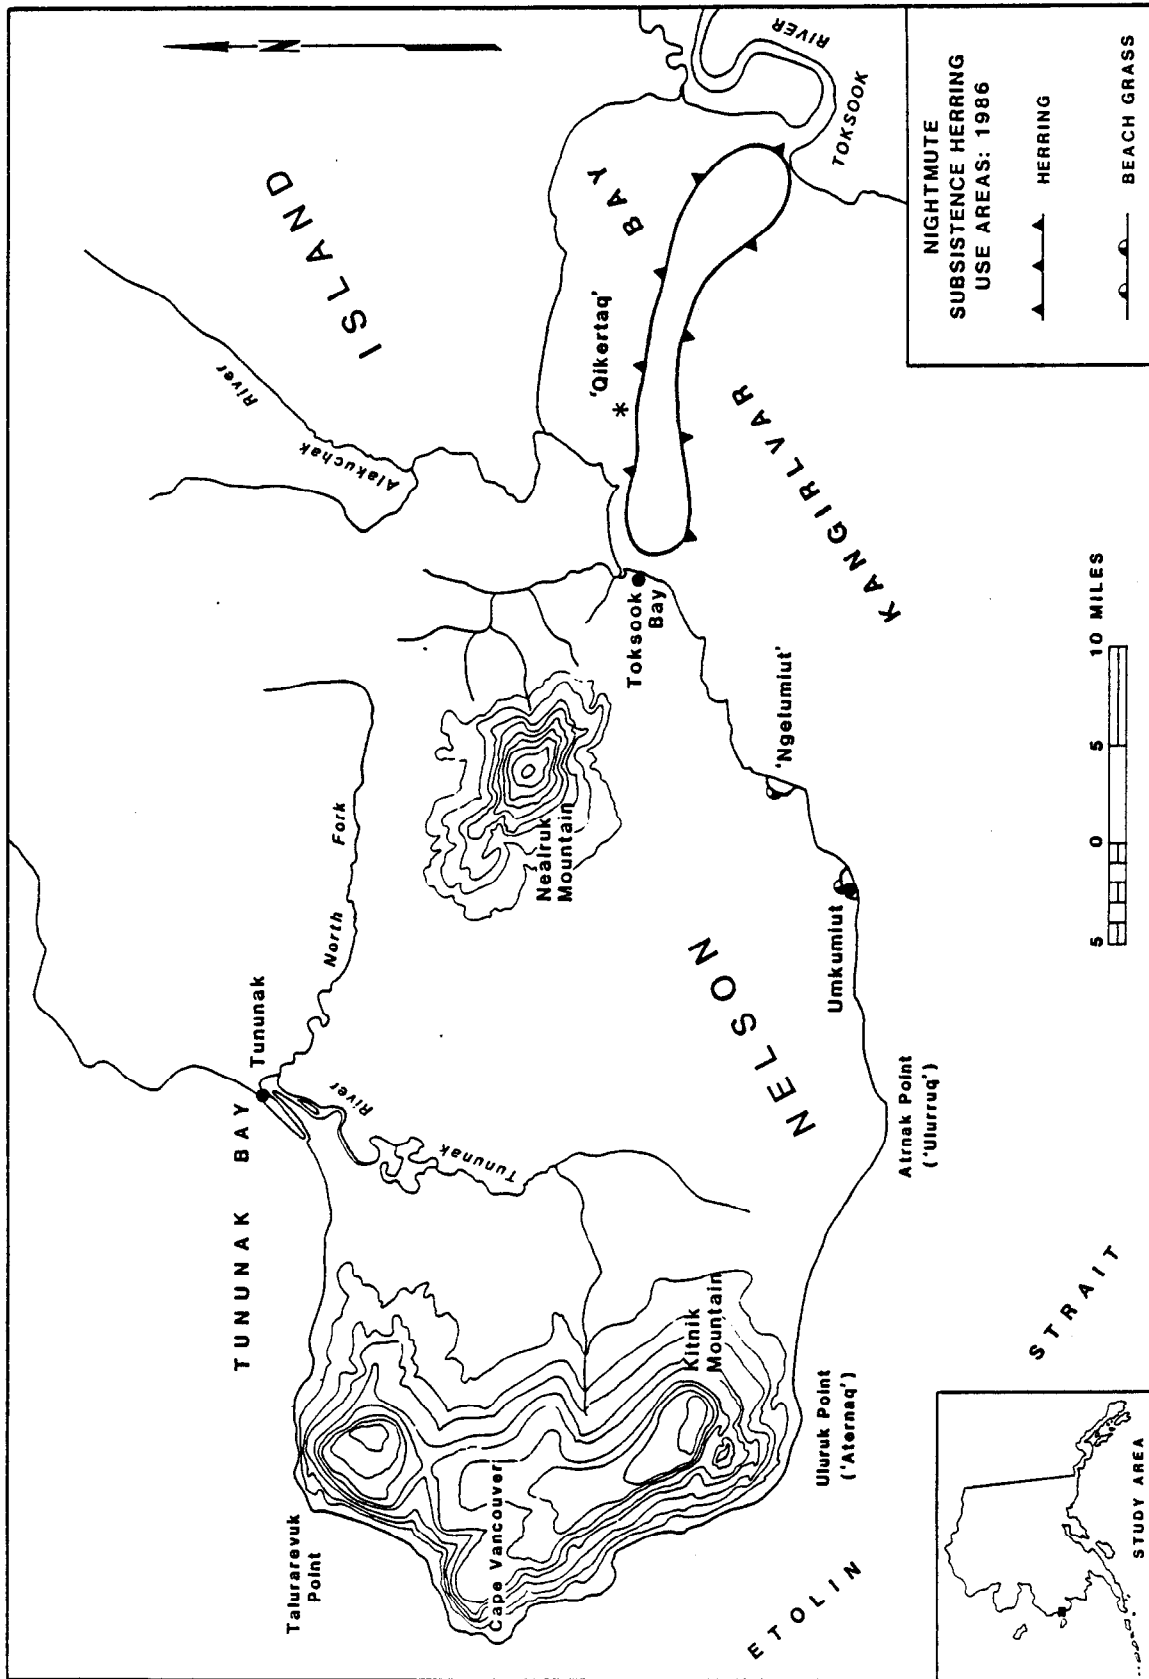 N
TUNUNAK BAY
Tununak
North Fork
River
Tununak
Talurarevuk
Point
Cape Vancouver
Kitnik
Mountain
Uluruk Point
('Aternaq')
ETOLIN
STRAIT
Atrnak Point
('Ulurruq')
NELSON
ISLAND
Nealruk
Mountain
Umkumiut
'Ngelumiut'
Toksook
Bay
Alakuchak
River
'Qikertaq'
*
KANGIRLVAR
BAY
TOKSOOK
RIVER
5 0 5 10 MILES
STUDY AREA
NIGHTMUTE
SUBSISTENCE HERRING
USE AREAS: 1986
HERRING
BEACH GRASS